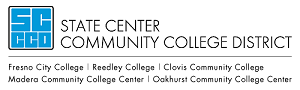 SC
CCD
STATE CENTER
COMMUNITY COLLEGE DISTRICT
Fresno City College | Reedley College | Clovis Community College
Madera Community College Center | Oakhurst Community College Center